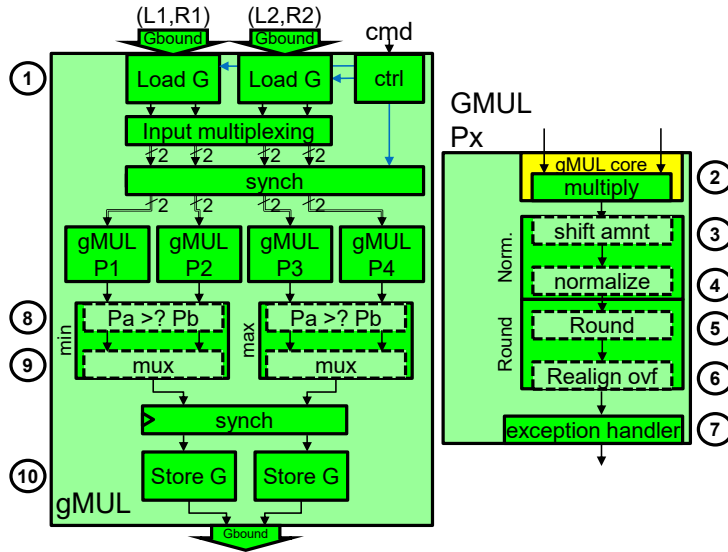 (L1,R1) (L2,R2)
cmd
Gbound Gbound
1 Load G Load G ctrl
Input multiplexing
2 2 2 2
synch
2 2 2 2
gMUL P1
gMUL P2
gMUL P3
gMUL P4
8 min Pa >? Pb max Pa >? Pb
9 mux mux
synch
10 Store G Store G
gMUL
Gbound
GMUL
Px
gMUL core
multiply 2
Norm.
shift amnt 3
normalize 4
Round
Round 5
Realign ovf 6
exception handler 7